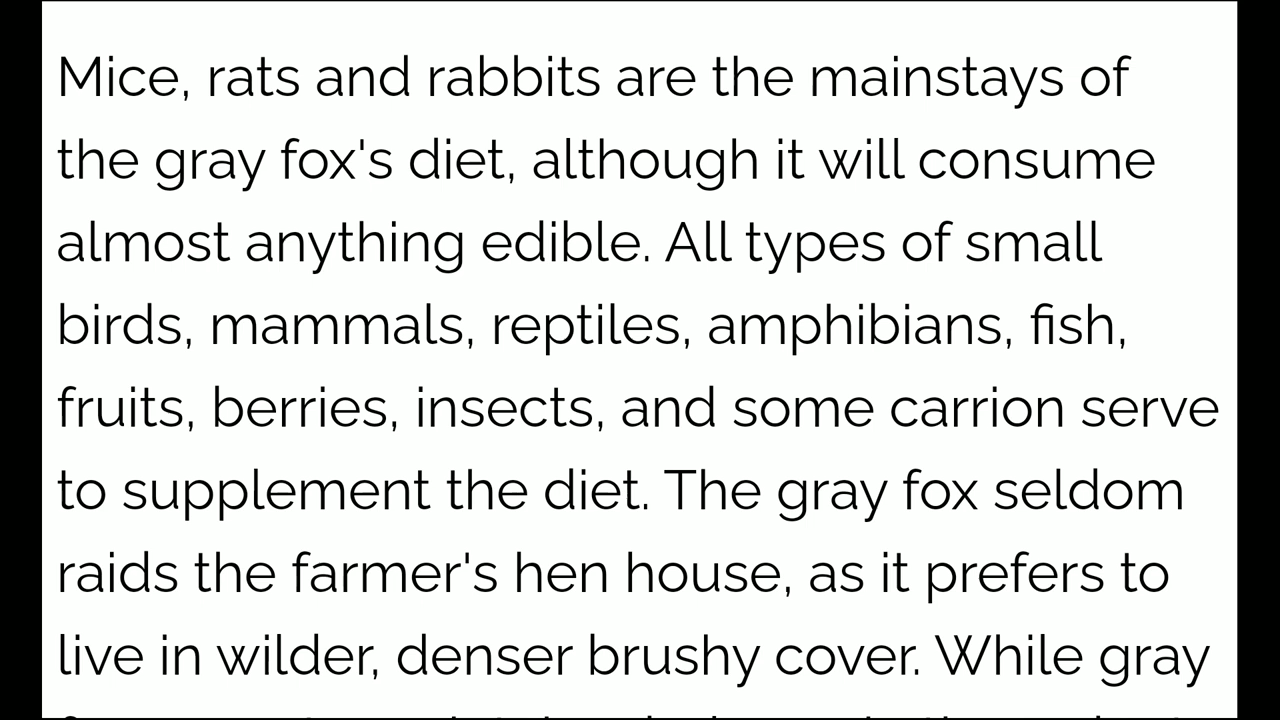 Mice, rats and rabbits are the mainstays of
the gray fox's diet, although it will consume
almost anything edible. All types of small
birds, mammals, reptiles, amphibians, fish,
fruits, berries, insects, and some carrion serve
to supplement the diet. The gray fox seldom
raids the farmer's hen house, as it prefers to
live in wilder, denser brushy cover. While gray